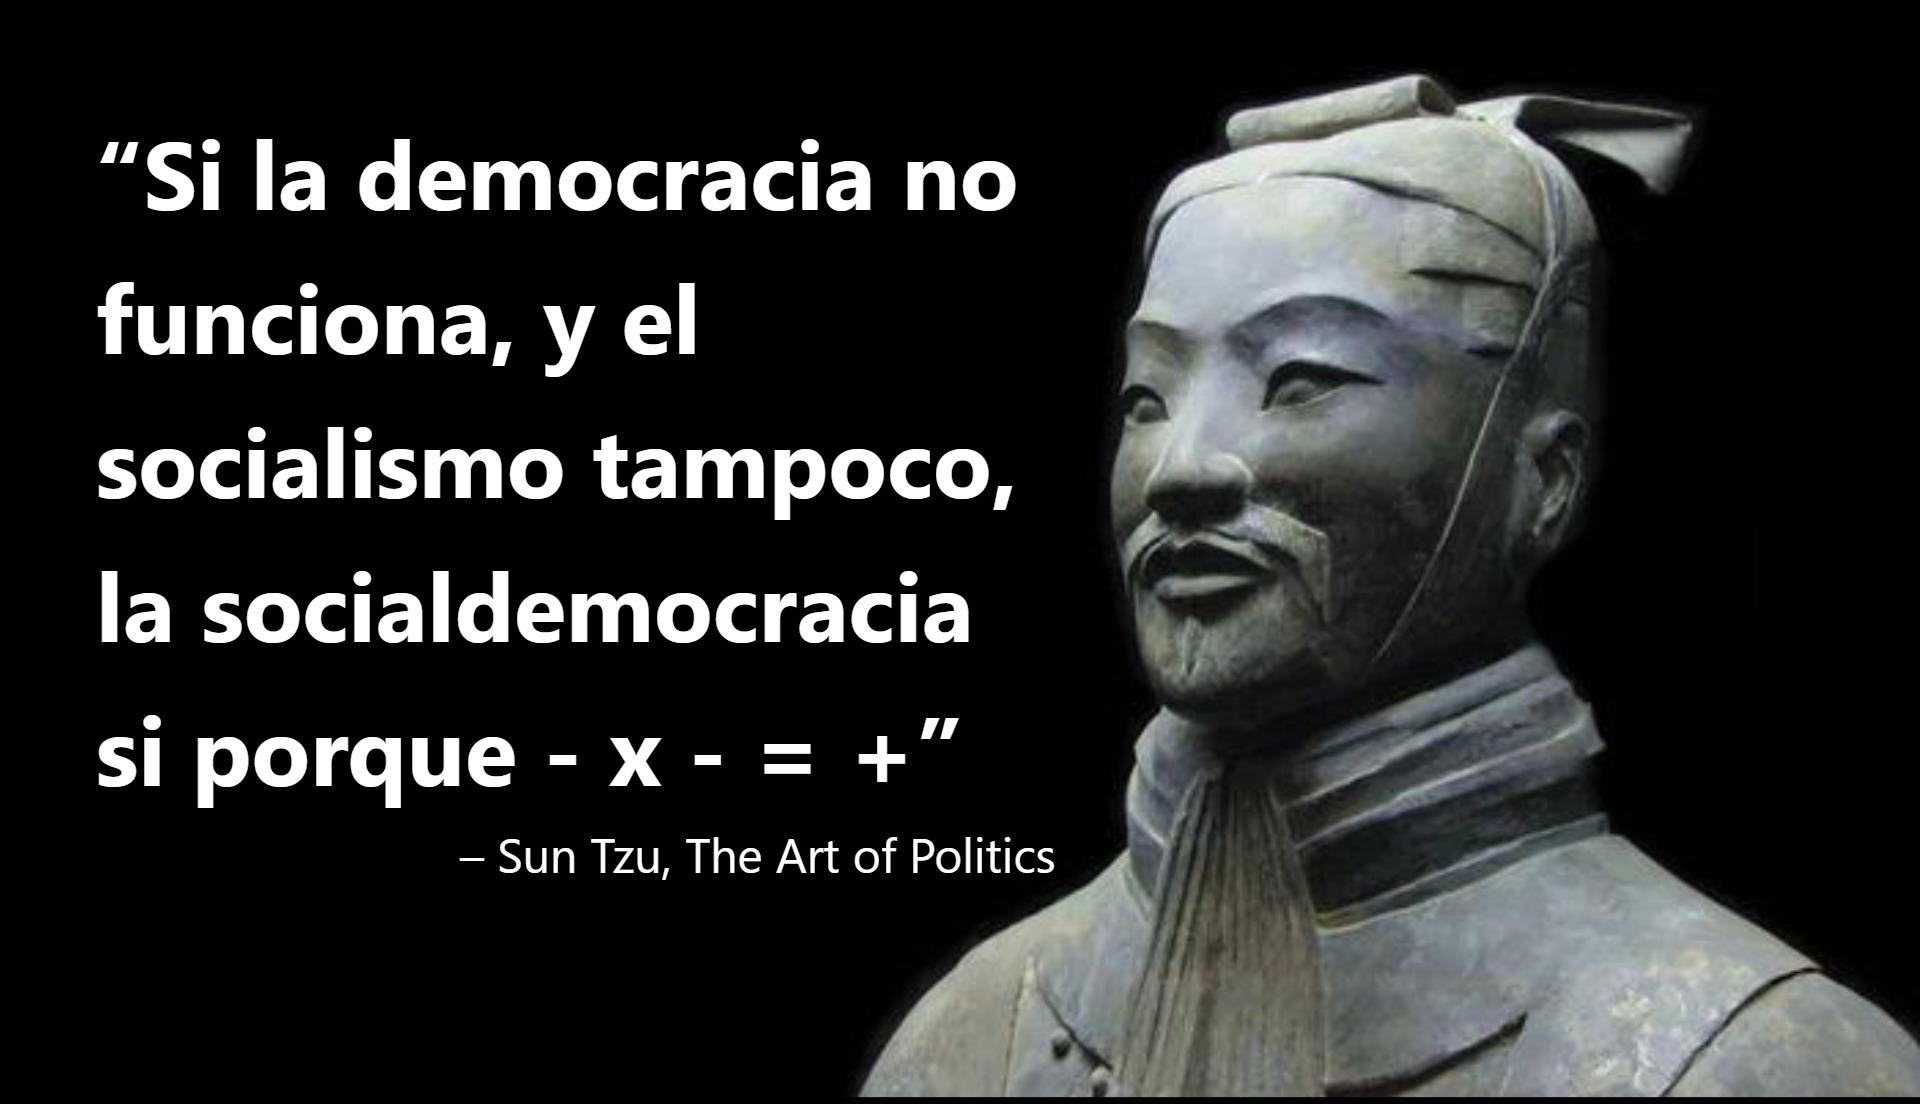 “Si la democracia no
funciona, y el
socialismo tampoco,
la socialdemocracia
si porque - x - = +”
– Sun Tzu, The Art of Politics